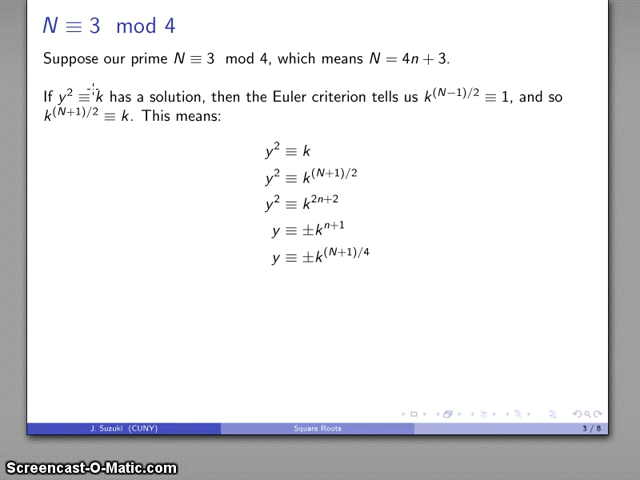 N ≡ 3 mod 4
Suppose our prime N ≡ 3 mod 4, which means N = 4n + 3.
If y² ≡ k has a solution, then the Euler criterion tells us k^(N−1)/2 ≡ 1, and so
k^(N+1)/2 ≡ k. This means:
y² ≡ k
y² ≡ k^(N+1)/2
y² ≡ k^2n+2
y ≡ ±k^n+1
y ≡ ±k^(N+1)/4
J. Suzuki (CUNY) Square Roots 3 / 8
Screencast-O-Matic.com